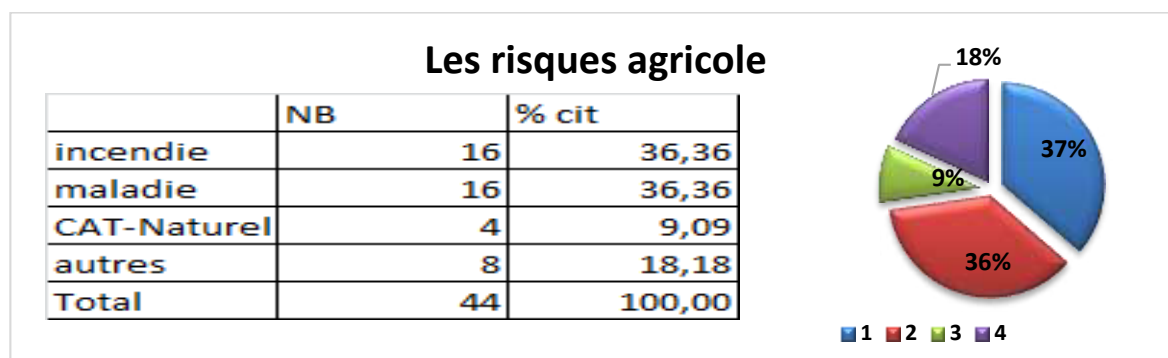 Les risques agricole
NB % cit
incendie 16 36,36
maladie 16 36,36
CAT-Naturel 4 9,09
autres 8 18,18
Total 44 100,00
18%
37%
9%
36%
1 2 3 4